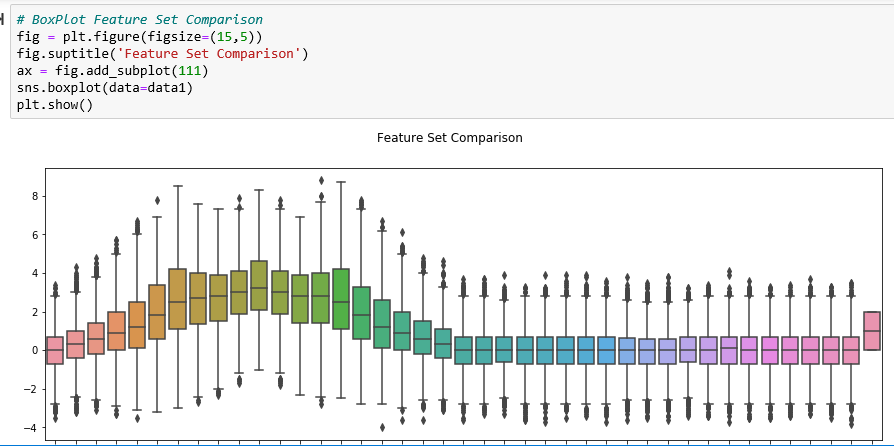 # BoxPlot Feature Set Comparison
fig = plt.figure(figsize=(15,5))
fig.suptitle('Feature Set Comparison')
ax = fig.add_subplot(111)
sns.boxplot(data=data1)
plt.show()
Feature Set Comparison
8
6
4
2
0
−2
−4